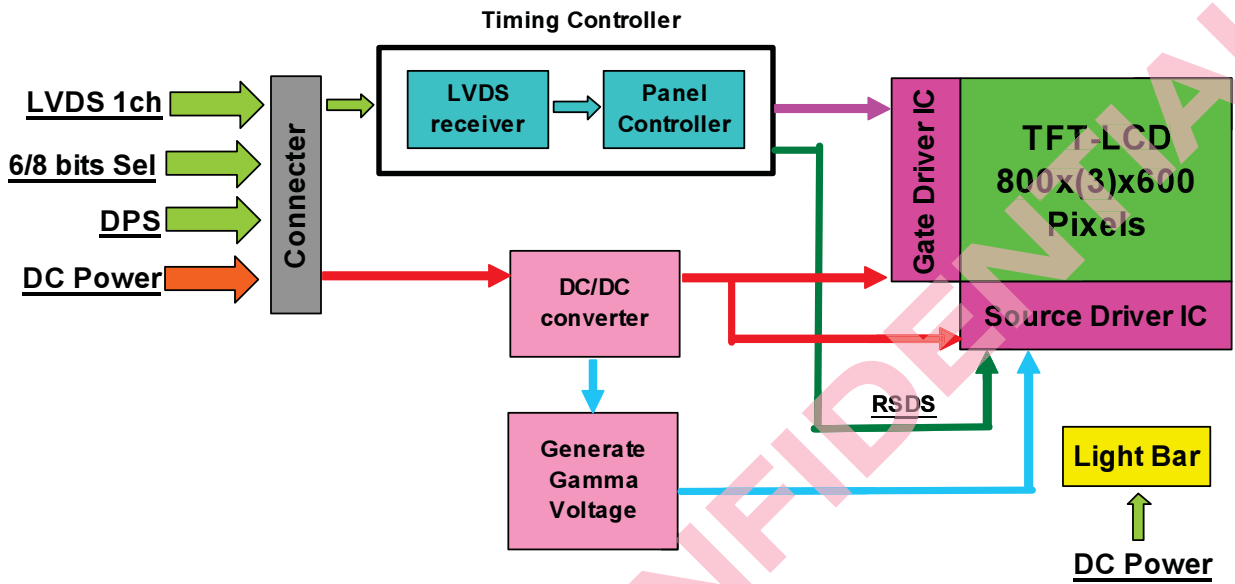 Timing Controller
LVDS 1ch
6/8 bits Sel
DPS
DC Power
Connecter
LVDS
receiver
Panel
Controller
Gate Driver IC
TFT-LCD
800x(3)x600
Pixels
Source Driver IC
DC/DC
converter
RSDS
Generate
Gamma
Voltage
Light Bar
DC Power
NFIDENTIAL